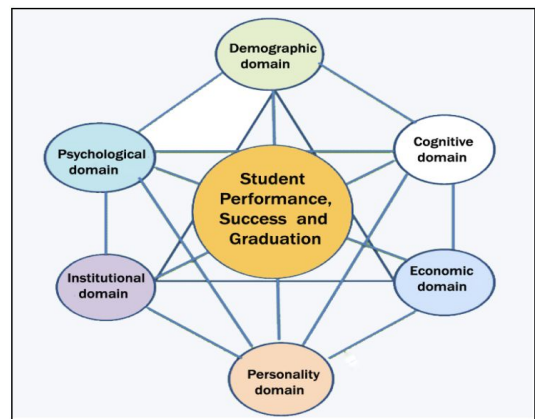 Demographic
domain
Psychological
domain
Cognitive
domain
Student
Performance,
Success and
Graduation
Institutional
domain
Economic
domain
Personality
domain